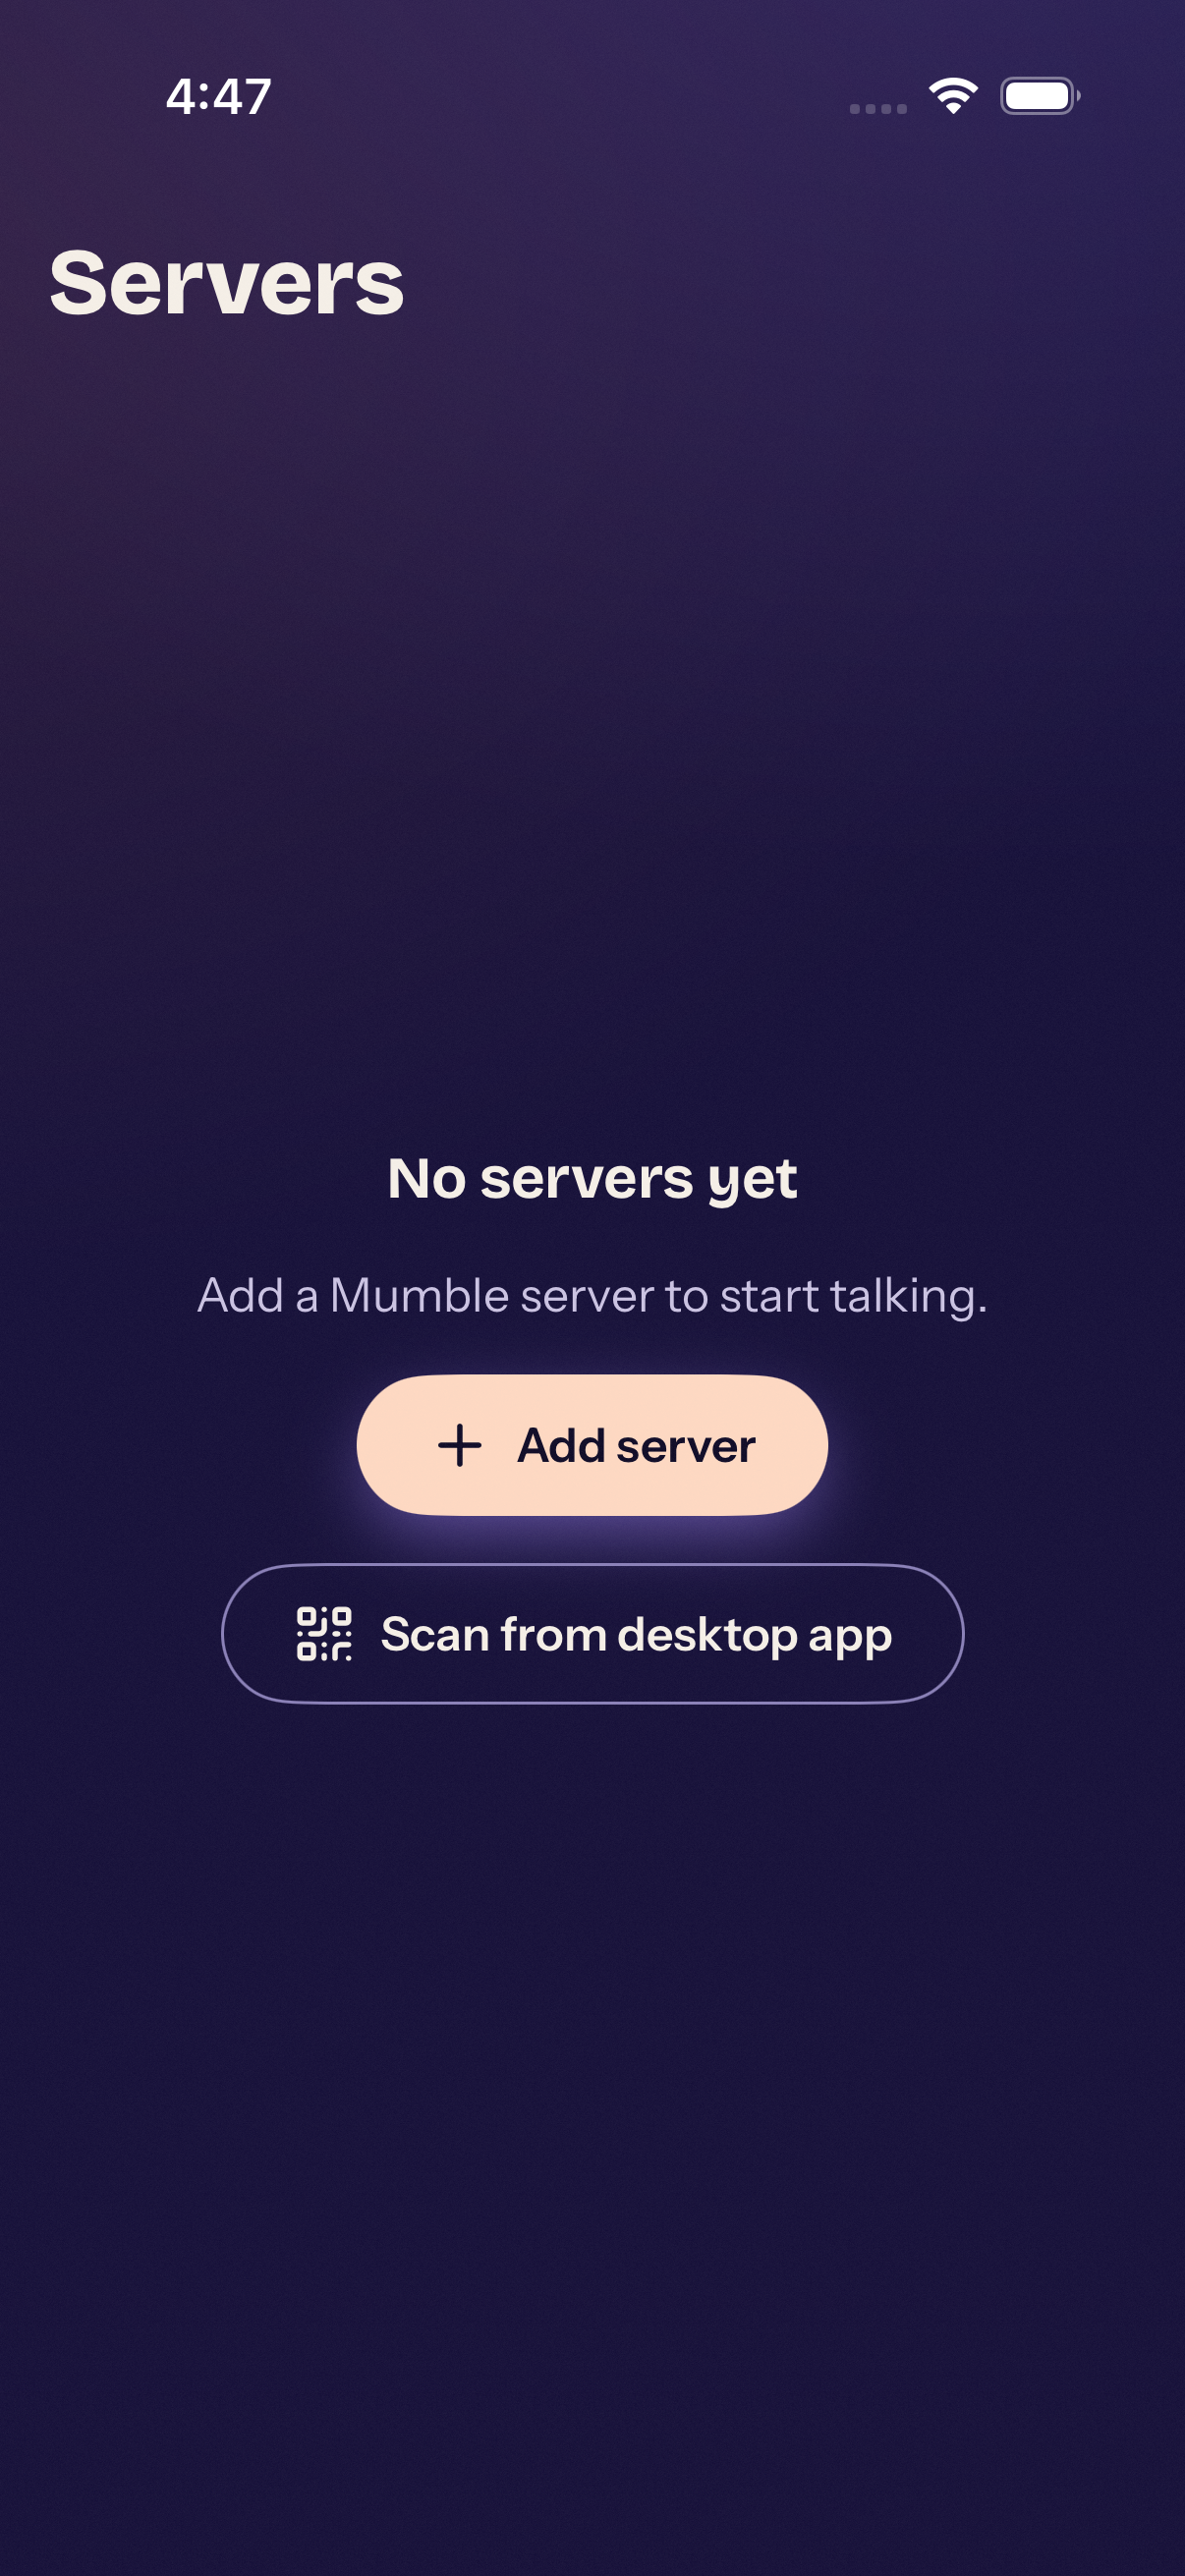 4:47
Servers
No servers yet
Add a Mumble server to start talking.
Add server
Scan from desktop app